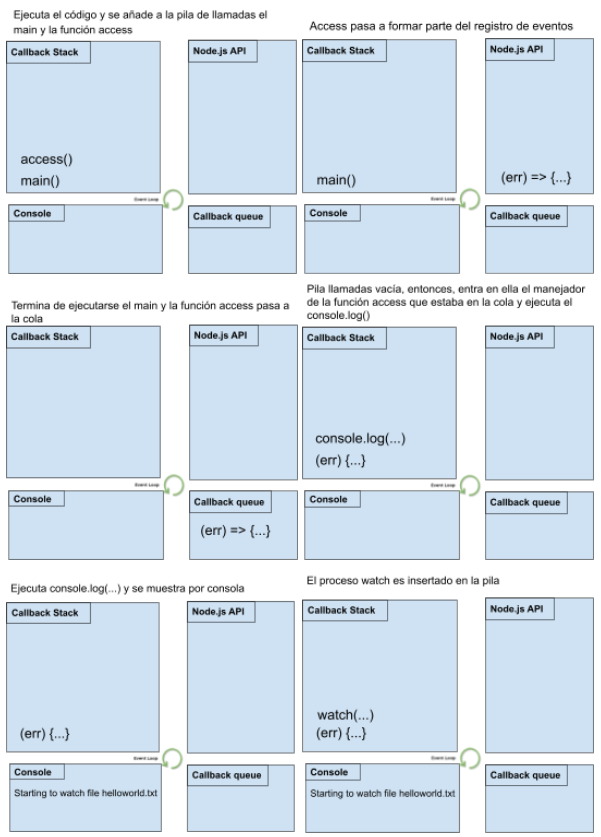 Ejecuta el código y se añade a la pila de llamadas el
main y la función access
Callback Stack
Node.js API
access()
main()
Event Loop
Console
Callback queue
Access pasa a formar parte del registro de eventos
Callback Stack
Node.js API
main()
(err) => {...}
Event Loop
Console
Callback queue
Termina de ejecutarse el main y la función access pasa a
la cola
Callback Stack
Node.js API
Event Loop
Console
Callback queue
(err) => {...}
Pila llamadas vacía, entonces, entra en ella el manejador
de la función access que estaba en la cola y ejecuta el
console.log()
Callback Stack
Node.js API
console.log(...)
(err) {...}
Event Loop
Console
Callback queue
Ejecuta console.log(...) y se muestra por consola
Callback Stack
Node.js API
(err) {...}
Event Loop
Console
Callback queue
Starting to watch file helloworld.txt
El proceso watch es insertado en la pila
Callback Stack
Node.js API
watch(...)
(err) {...}
Event Loop
Console
Callback queue
Starting to watch file helloworld.txt